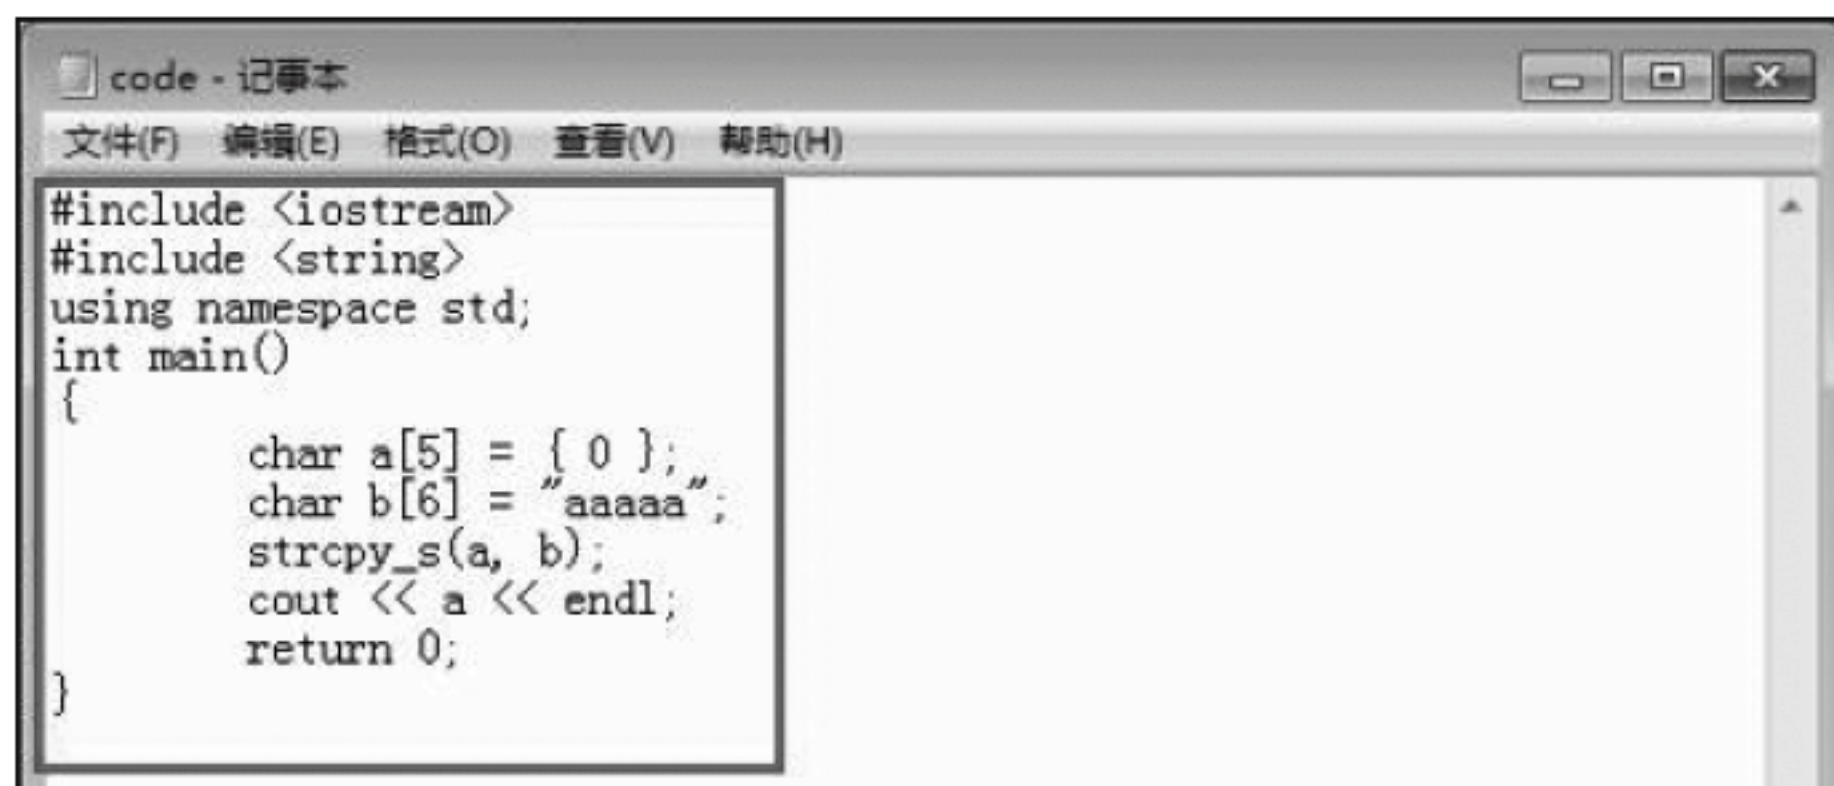 code - 记事本
文件(F) 编辑(E) 格式(O) 查看(V) 帮助(H)
#include <iostream>
#include <string>
using namespace std;
int main()
{
        char a[5] = { 0 };
        char b[6] = "aaaaa";
        strcpy_s(a, b);
        cout << a << endl;
        return 0;
}